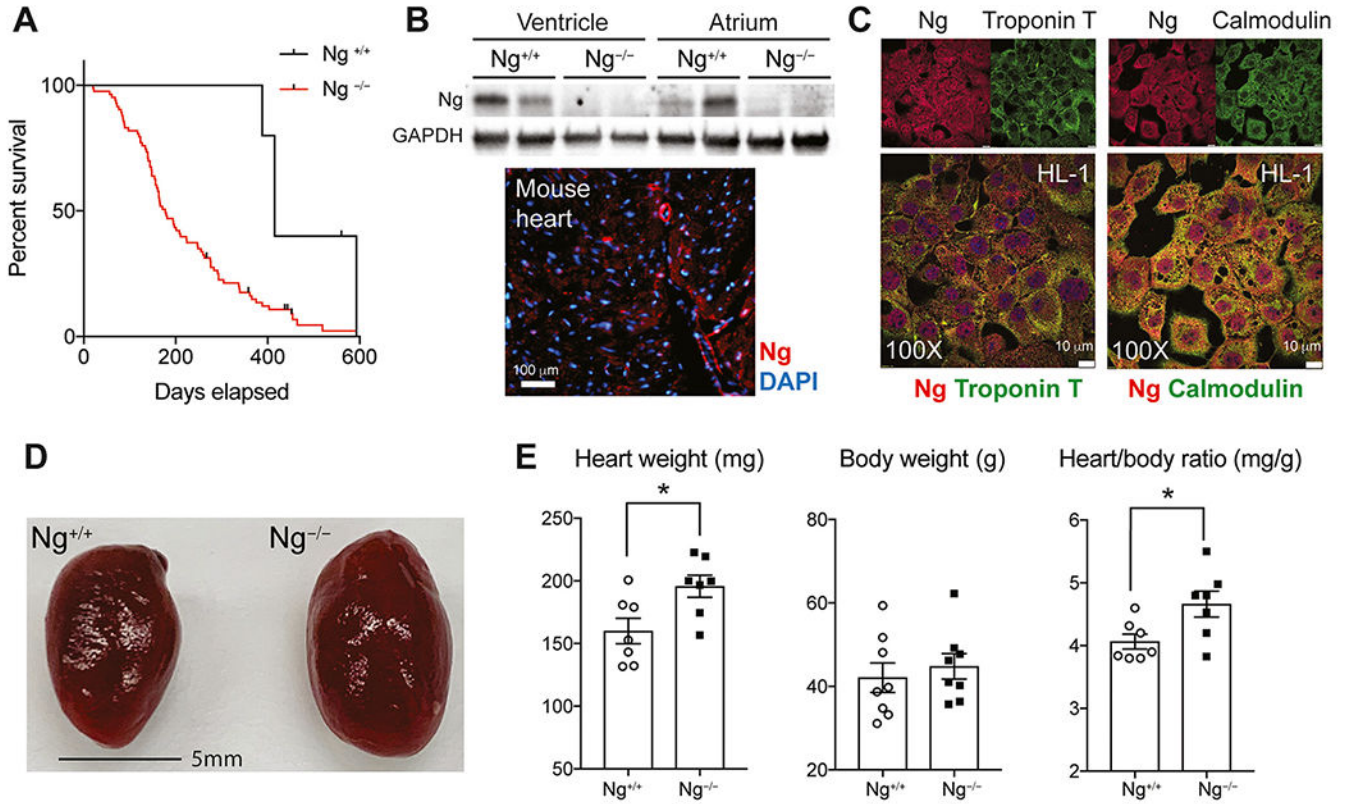 A
Ng +/+
Ng −/−
100
50
0
Percent survival
0 200 400 600
Days elapsed
B
Ventricle Atrium
Ng+/+ Ng−/− Ng+/+ Ng−/−
Ng
GAPDH
Mouse
heart
100 µm
Ng
DAPI
C
Ng Troponin T Ng Calmodulin
HL-1 HL-1
100X 10 µm 100X 10 µm
Ng Troponin T Ng Calmodulin
D
Ng+/+ Ng−/−
5mm
E
Heart weight (mg)
*
250
200
150
100
50
Ng+/+ Ng−/−
Body weight (g)
80
60
40
20
Ng+/+ Ng−/−
Heart/body ratio (mg/g)
*
6
5
4
3
2
Ng+/+ Ng−/−